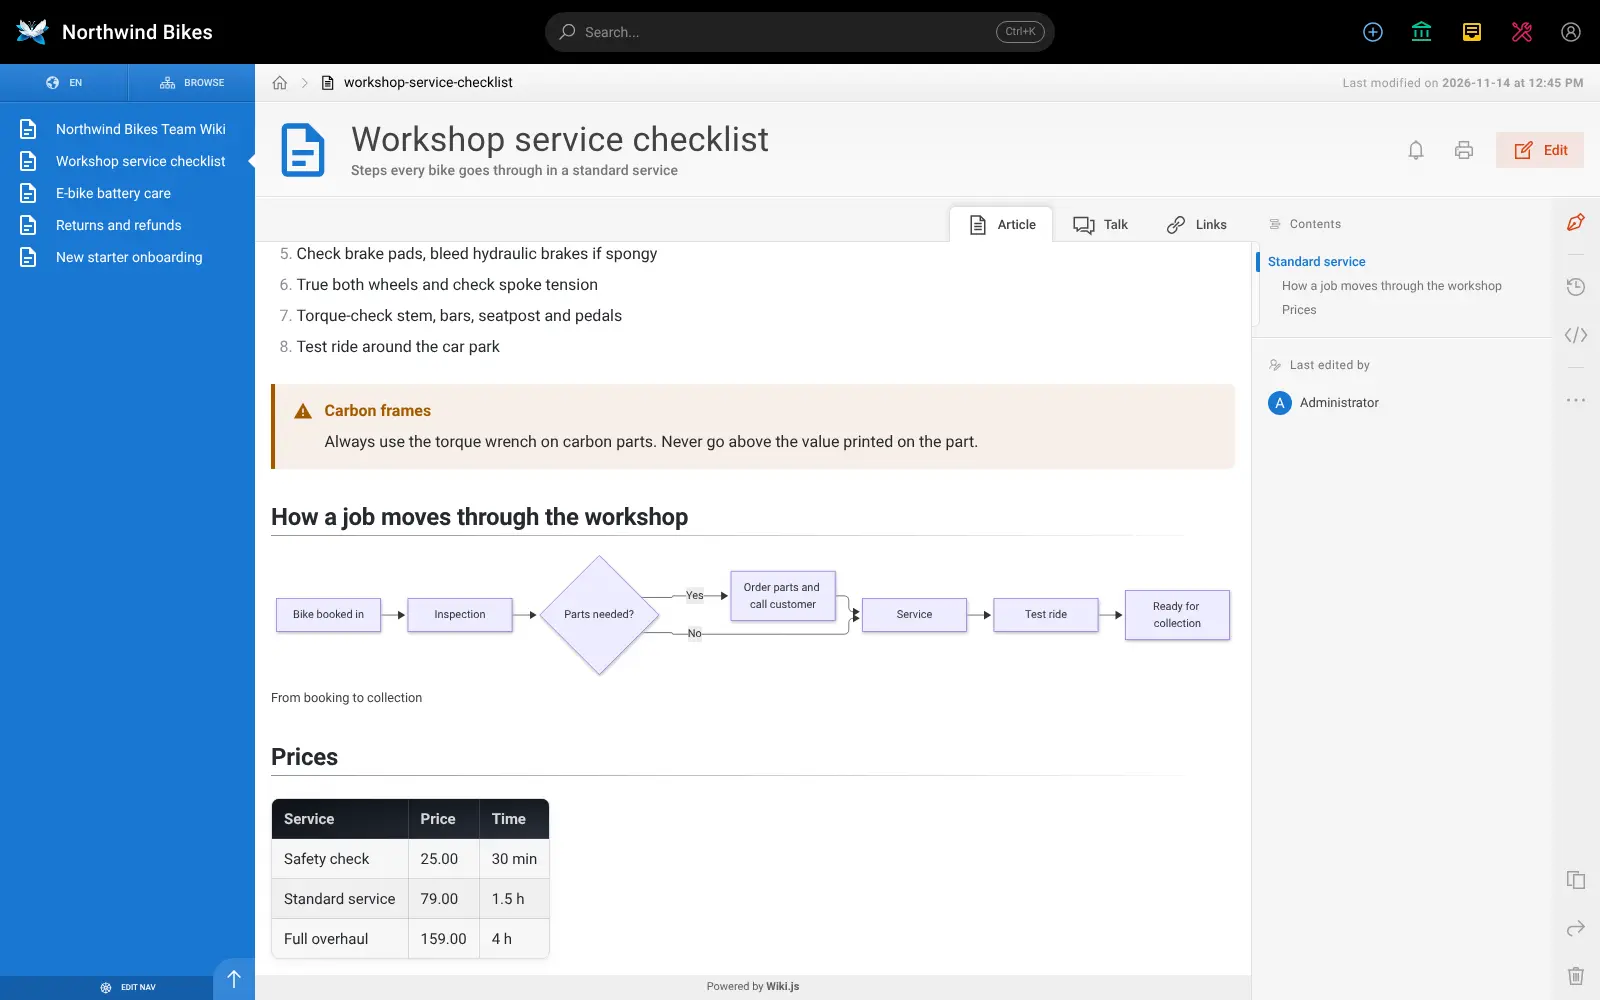 Northwind Bikes
Search...
Ctrl+K
EN
BROWSE
workshop-service-checklist
Last modified on 2026-11-14 at 12:45 PM
Northwind Bikes Team Wiki
Workshop service checklist
E-bike battery care
Returns and refunds
New starter onboarding
EDIT NAV
Workshop service checklist
Steps every bike goes through in a standard service
Edit
Article
Talk
Links
5. Check brake pads, bleed hydraulic brakes if spongy
6. True both wheels and check spoke tension
7. Torque-check stem, bars, seatpost and pedals
8. Test ride around the car park
Carbon frames
Always use the torque wrench on carbon parts. Never go above the value printed on the part.
How a job moves through the workshop
Bike booked in
Inspection
Parts needed?
Yes
No
Order parts and
call customer
Service
Test ride
Ready for
collection
From booking to collection
Prices
Service Price Time
Safety check 25.00 30 min
Standard service 79.00 1.5 h
Full overhaul 159.00 4 h
Contents
Standard service
How a job moves through the workshop
Prices
Last edited by
A Administrator
Powered by Wiki.js